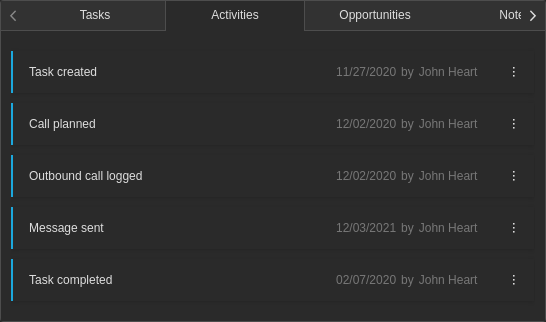 Tasks Activities Opportunities Note
Task created 11/27/2020 by John Heart
Call planned 12/02/2020 by John Heart
Outbound call logged 12/02/2020 by John Heart
Message sent 12/03/2021 by John Heart
Task completed 02/07/2020 by John Heart